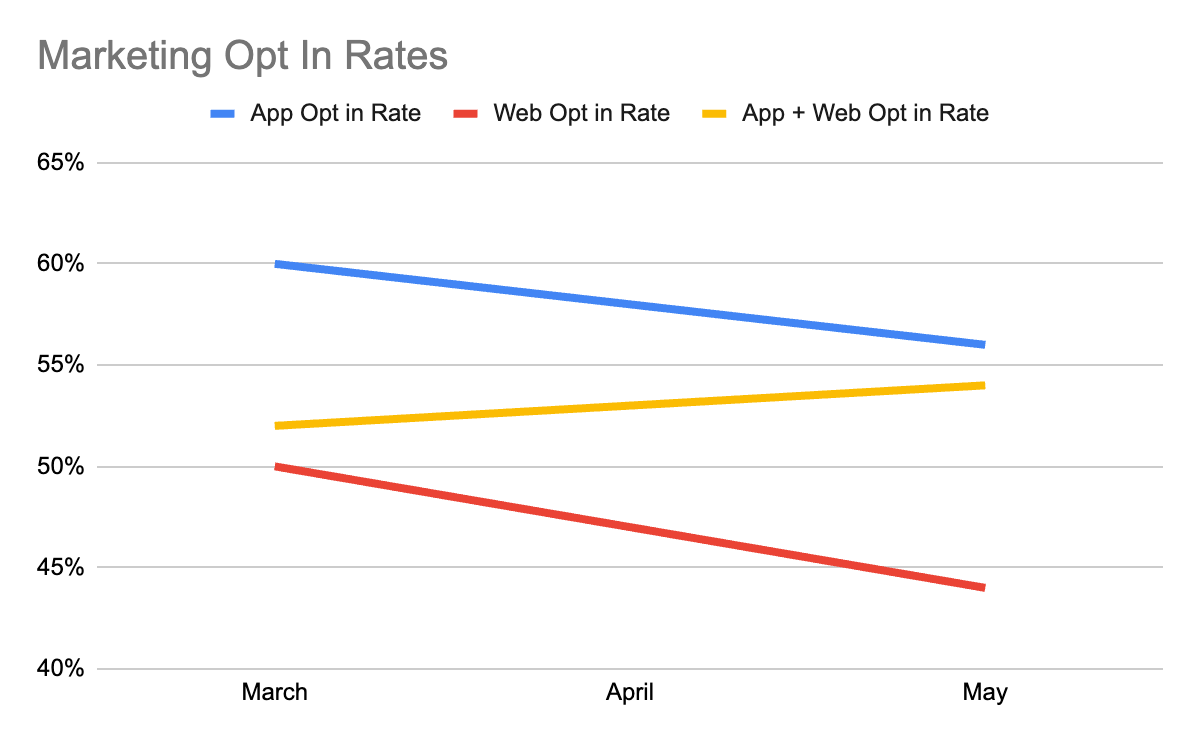 Marketing Opt In Rates
App Opt in Rate Web Opt in Rate App + Web Opt in Rate
65%
60%
55%
50%
45%
40%
March April May